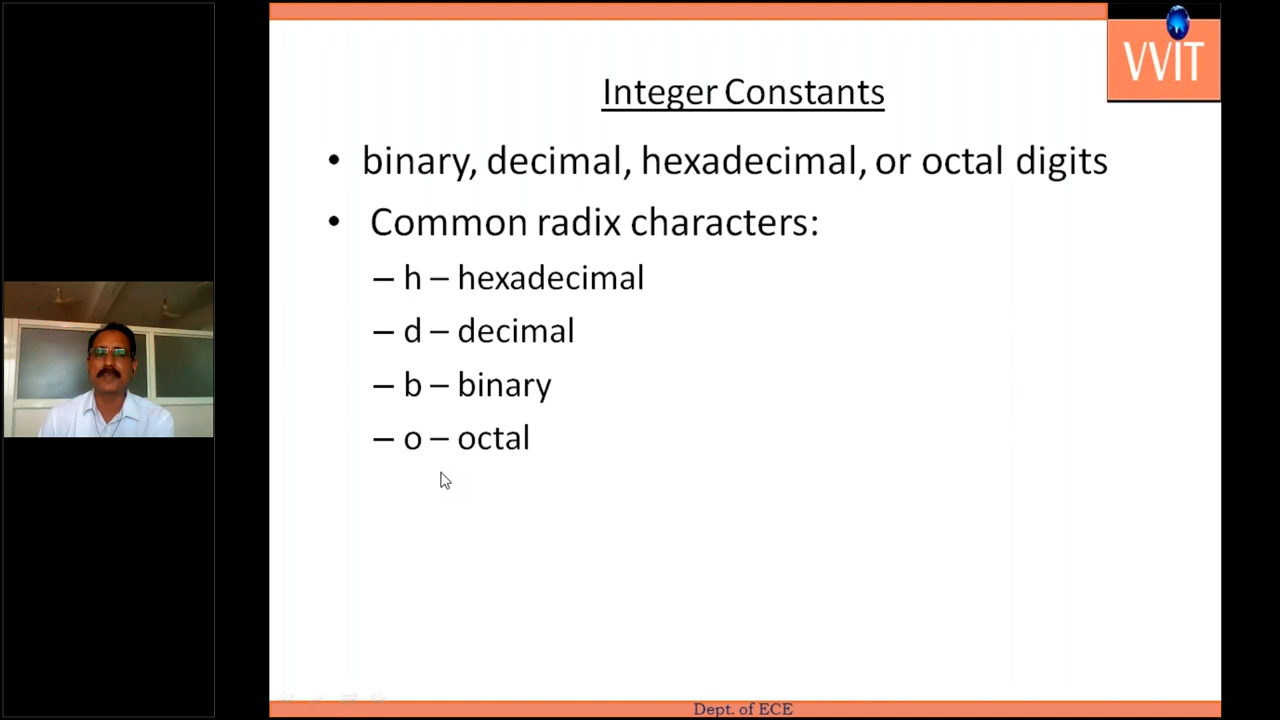 VVIT
Integer Constants
• binary, decimal, hexadecimal, or octal digits
• Common radix characters:
– h – hexadecimal
– d – decimal
– b – binary
– o – octal
Dept. of ECE